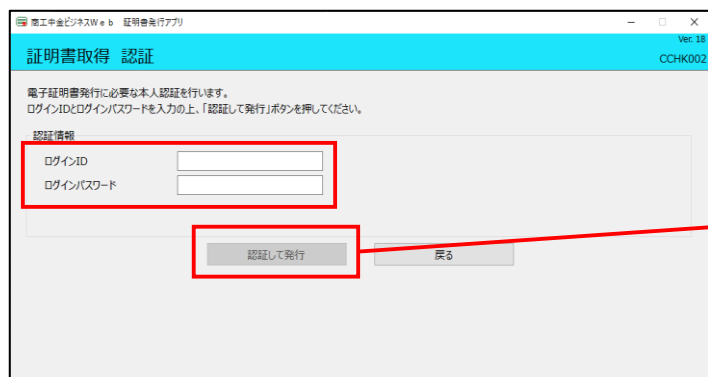 商工中金ビジネスWeb 証明書発行アプリ
Ver. 18
証明書取得 認証
CCHK002
電子証明書発行に必要な本人認証を行います。
ログインIDとログインパスワードを入力の上、「認証して発行」ボタンを押してください。
認証情報
ログインID
ログインパスワード
認証して発行
戻る